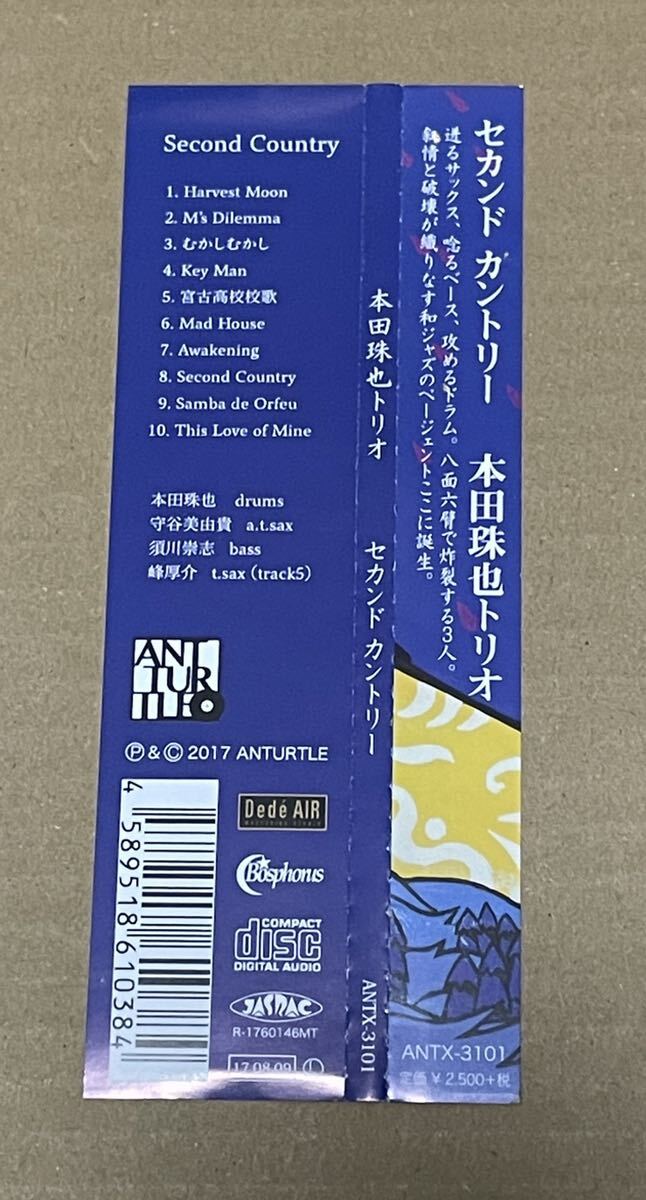 Second Country
1. Harvest Moon
2. M's Dilemma
3. むかしむかし
4. Key Man
5. 宮古高校校歌
6. Mad House
7. Awakening
8. Second Country
9. Samba de Orfeu
10. This Love of Mine
本田珠也 drums
守谷美由貴 a.t.sax
須川崇志 bass
峰厚介 t.sax (track5)
ANTURTLE
Ⓟ & Ⓒ 2017 ANTURTLE
4 589518 610384
Dedé AIR
Bosphorus
COMPACT
disc
DIGITAL AUDIO
JASRAC
R-1760146MT
17.08.09 L
本田珠也トリオ セカンド カントリー
ANTX-3101
セカンド カントリー 本田珠也トリオ
迸るサックス、唸るベース、攻めるドラム。八面六臂で炸裂する3人。
叙情と破壊が織りなす和ジャズのページェントここに誕生。
ANTX-3101
定価 ¥ 2,500+税